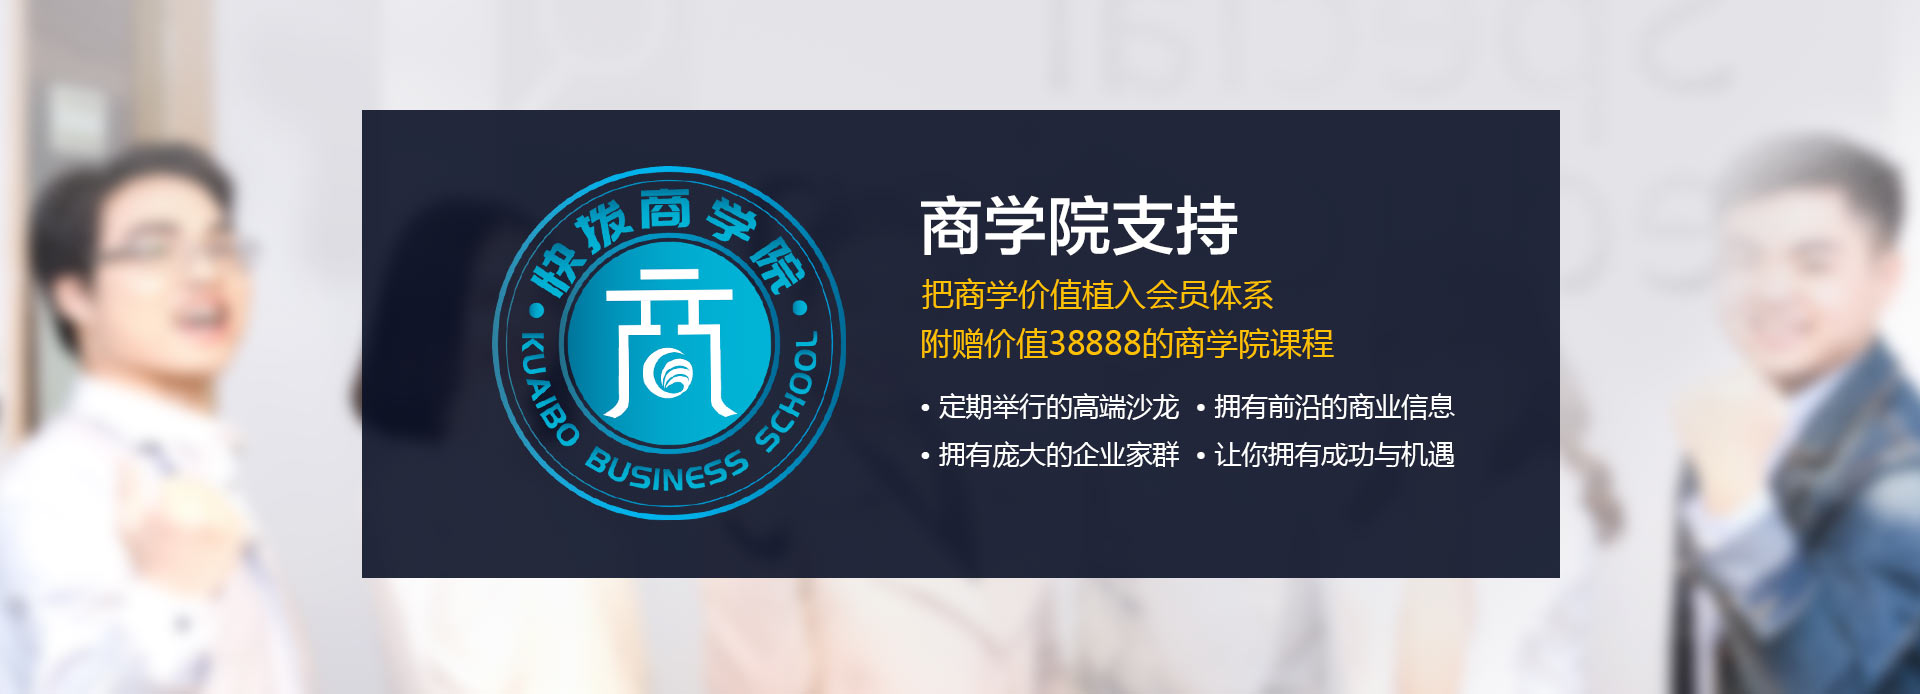 快拨商学院
KUAIBO BUSINESS SCHOOL
商
商学院支持
把商学价值植入会员体系
附赠价值38888的商学院课程
• 定期举行的高端沙龙 • 拥有前沿的商业信息
• 拥有庞大的企业家群 • 让你拥有成功与机遇